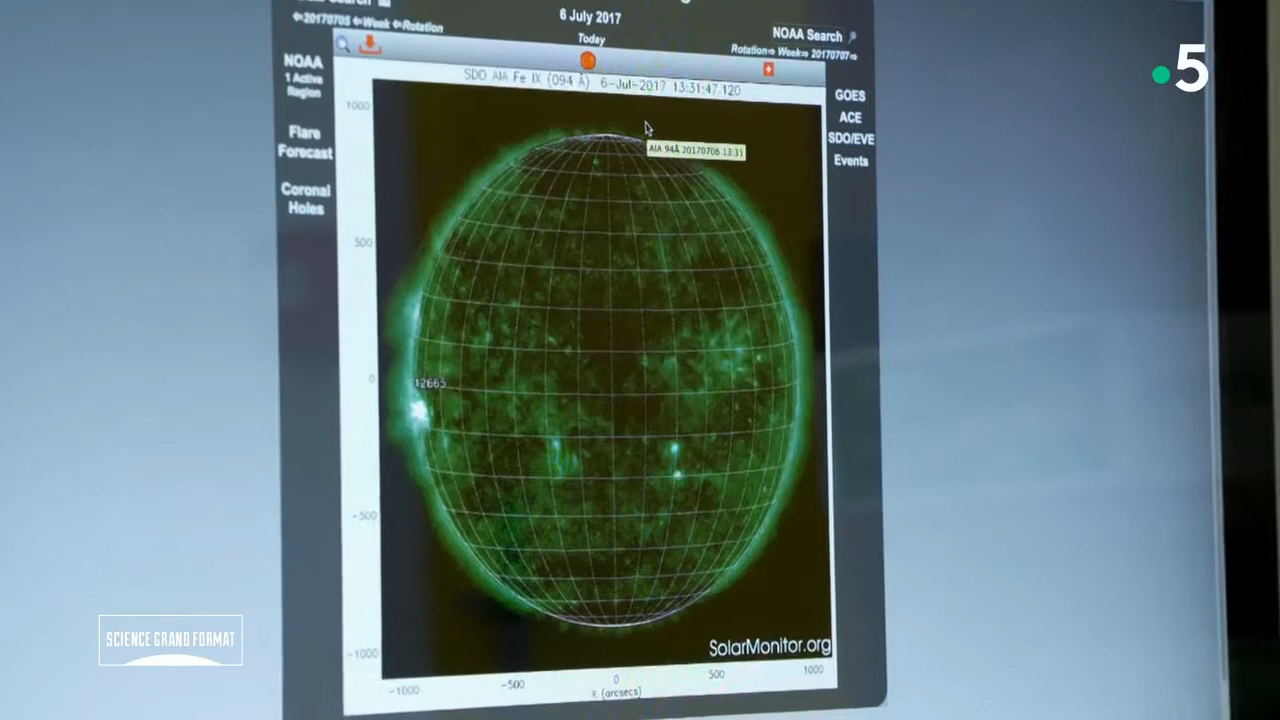 6 July 2017
⇐20170705 ⇐Week ⇐Rotation
Today
NOAA Search
Rotation⇒ Week⇒ 20170707⇒
SDO AIA Fe IX (094 Å) 6-Jul-2017 13:31:47.120
NOAA
1 Active
Region
Flare
Forecast
Coronal
Holes
GOES
ACE
SDO/EVE
Events
AIA 94Å 20170706 13:31
1000
500
0
-500
-1000
12665
SolarMonitor.org
-1000
-500
0
500
1000
X (arcsecs)
5
SCIENCE GRAND FORMAT